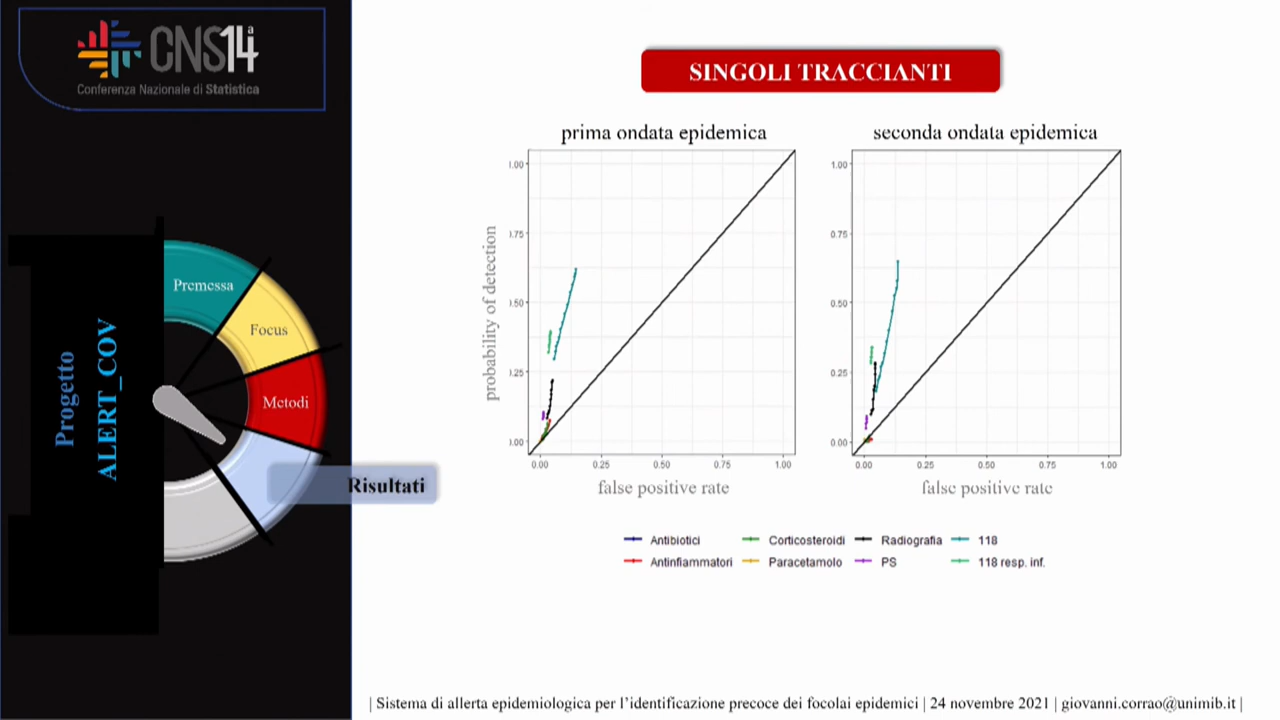 CNS14ª
Conferenza Nazionale di Statistica
SINGOLI TRACCIANTI
prima ondata epidemica
seconda ondata epidemica
probability of detection
1.00
.75
0.50
.25
0.00
0.00 0.25 0.50 0.75 1.00
false positive rate
1.00
0.75
0.50
0.25
0.00
0.00 0.25 0.50 0.75 1.00
false positive rate
Antibiotici Corticosteroidi Radiografia 118
Antinfiammatori Paracetamolo PS 118 resp. inf.
Premessa
Focus
Metodi
Risultati
Progetto
ALERT_COV
| Sistema di allerta epidemiologica per l'identificazione precoce dei focolai epidemici | 24 novembre 2021 | giovanni.corrao@unimib.it |